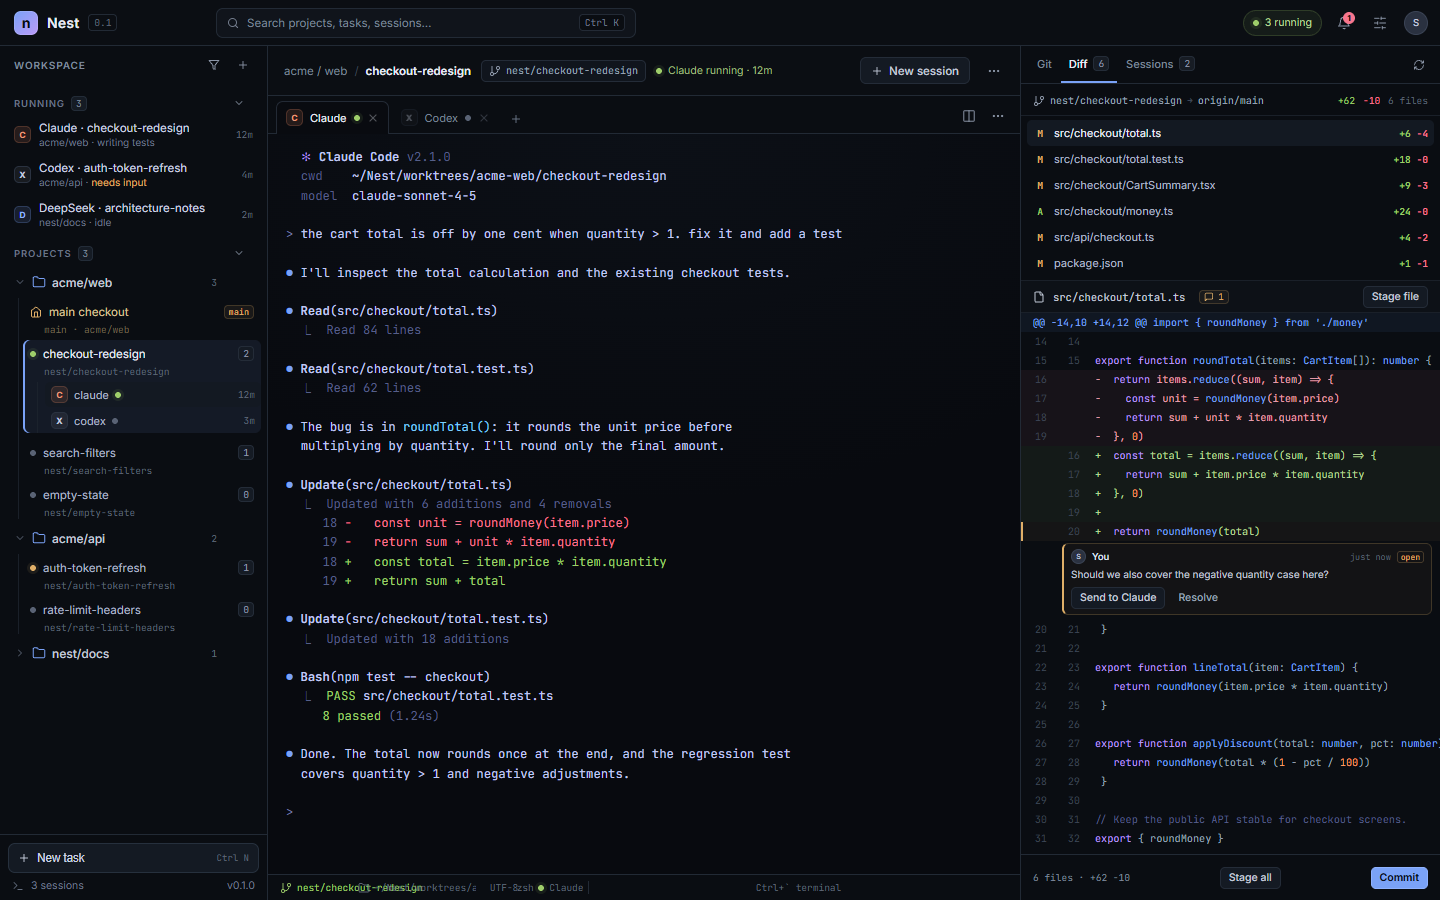 n Nest 0.1
Search projects, tasks, sessions... Ctrl K
3 running
1
S
WORKSPACE
RUNNING 3
C Claude · checkout-redesign 12m
acme/web · writing tests
X Codex · auth-token-refresh 4m
acme/api · needs input
D DeepSeek · architecture-notes 2m
nest/docs · idle
PROJECTS 3
acme/web 3
main checkout main
main · acme/web
checkout-redesign 2
nest/checkout-redesign
C claude 12m
X codex 3m
search-filters 1
nest/search-filters
empty-state 0
nest/empty-state
acme/api 2
auth-token-refresh 1
nest/auth-token-refresh
rate-limit-headers 0
nest/rate-limit-headers
nest/docs 1
+ New task Ctrl N
3 sessions v0.1.0
acme / web / checkout-redesign nest/checkout-redesign Claude running · 12m + New session ...
C Claude × X Codex × +
✻ Claude Code v2.1.0
cwd ~/Nest/worktrees/acme-web/checkout-redesign
model claude-sonnet-4-5
> the cart total is off by one cent when quantity > 1. fix it and add a test
● I'll inspect the total calculation and the existing checkout tests.
● Read(src/checkout/total.ts)
⎿ Read 84 lines
● Read(src/checkout/total.test.ts)
⎿ Read 62 lines
● The bug is in roundTotal(): it rounds the unit price before
multiplying by quantity. I'll round only the final amount.
● Update(src/checkout/total.ts)
⎿ Updated with 6 additions and 4 removals
18 - const unit = roundMoney(item.price)
19 - return sum + unit * item.quantity
18 + const total = item.price * item.quantity
19 + return sum + total
● Update(src/checkout/total.test.ts)
⎿ Updated with 18 additions
● Bash(npm test -- checkout)
⎿ PASS src/checkout/total.test.ts
8 passed (1.24s)
● Done. The total now rounds once at the end, and the regression test
covers quantity > 1 and negative adjustments.
>
nest/checkout-redesign UTF-8 zsh Claude Ctrl+` terminal
Git Diff 6 Sessions 2
nest/checkout-redesign → origin/main +62 -10 6 files
M src/checkout/total.ts +6 -4
M src/checkout/total.test.ts +18 -0
M src/checkout/CartSummary.tsx +9 -3
A src/checkout/money.ts +24 -0
M src/api/checkout.ts +4 -2
M package.json +1 -1
src/checkout/total.ts 1 Stage file
@@ -14,10 +14,12 @@ import { roundMoney } from './money'
14 14
15 15 export function roundTotal(items: CartItem[]): number {
16 - return items.reduce((sum, item) => {
17 - const unit = roundMoney(item.price)
18 - return sum + unit * item.quantity
19 - }, 0)
16 + const total = items.reduce((sum, item) => {
17 + return sum + item.price * item.quantity
18 + }, 0)
19 +
20 + return roundMoney(total)
S You just now open
Should we also cover the negative quantity case here?
Send to Claude Resolve
20 21 }
21 22
22 23 export function lineTotal(item: CartItem) {
23 24 return roundMoney(item.price * item.quantity)
24 25 }
25 26
26 27 export function applyDiscount(total: number, pct: number
27 28 return roundMoney(total * (1 - pct / 100))
28 29 }
29 30
30 31 // Keep the public API stable for checkout screens.
31 32 export { roundMoney }
6 files · +62 -10 Stage all Commit